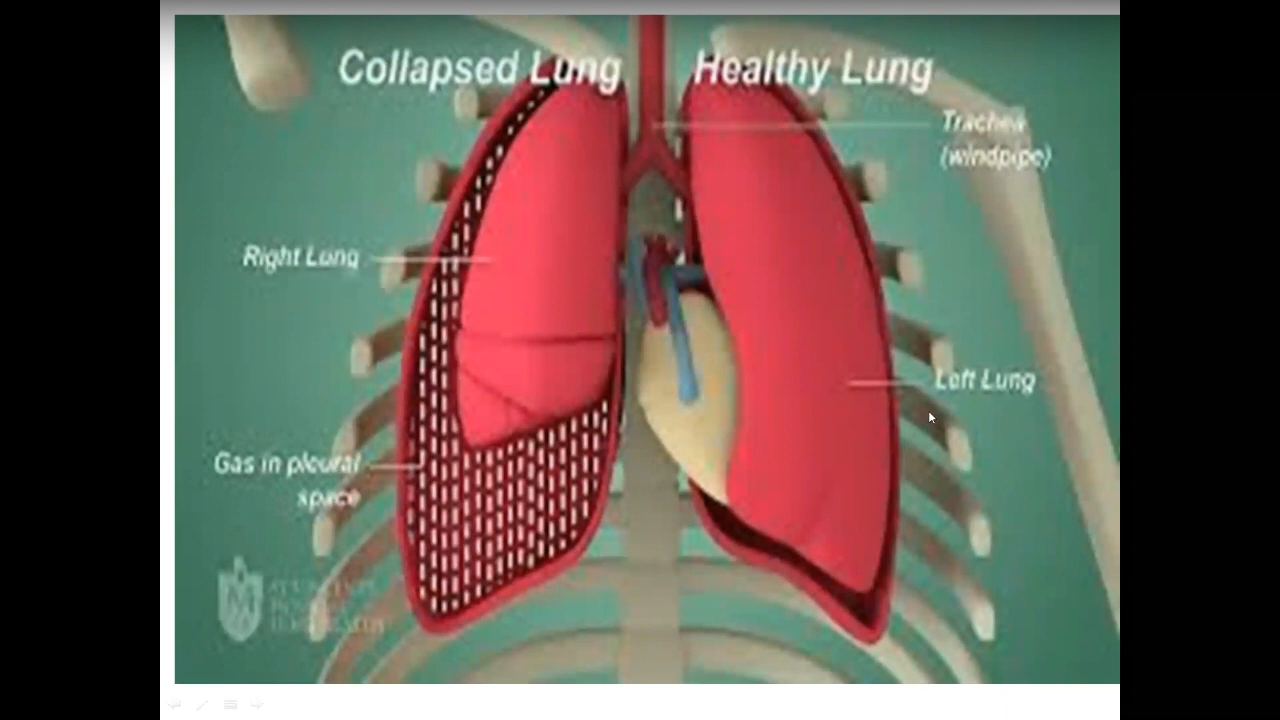 Collapsed Lung
Healthy Lung
Trachea
(windpipe)
Right Lung
Left Lung
Gas in pleural
space